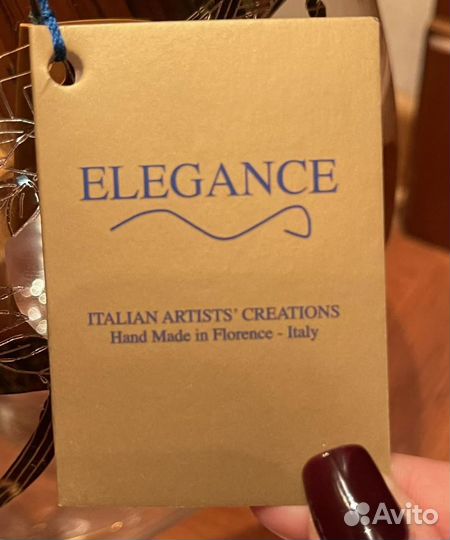 ELEGANCE
ITALIAN ARTISTS' CREATIONS
Hand Made in Florence - Italy
Avito